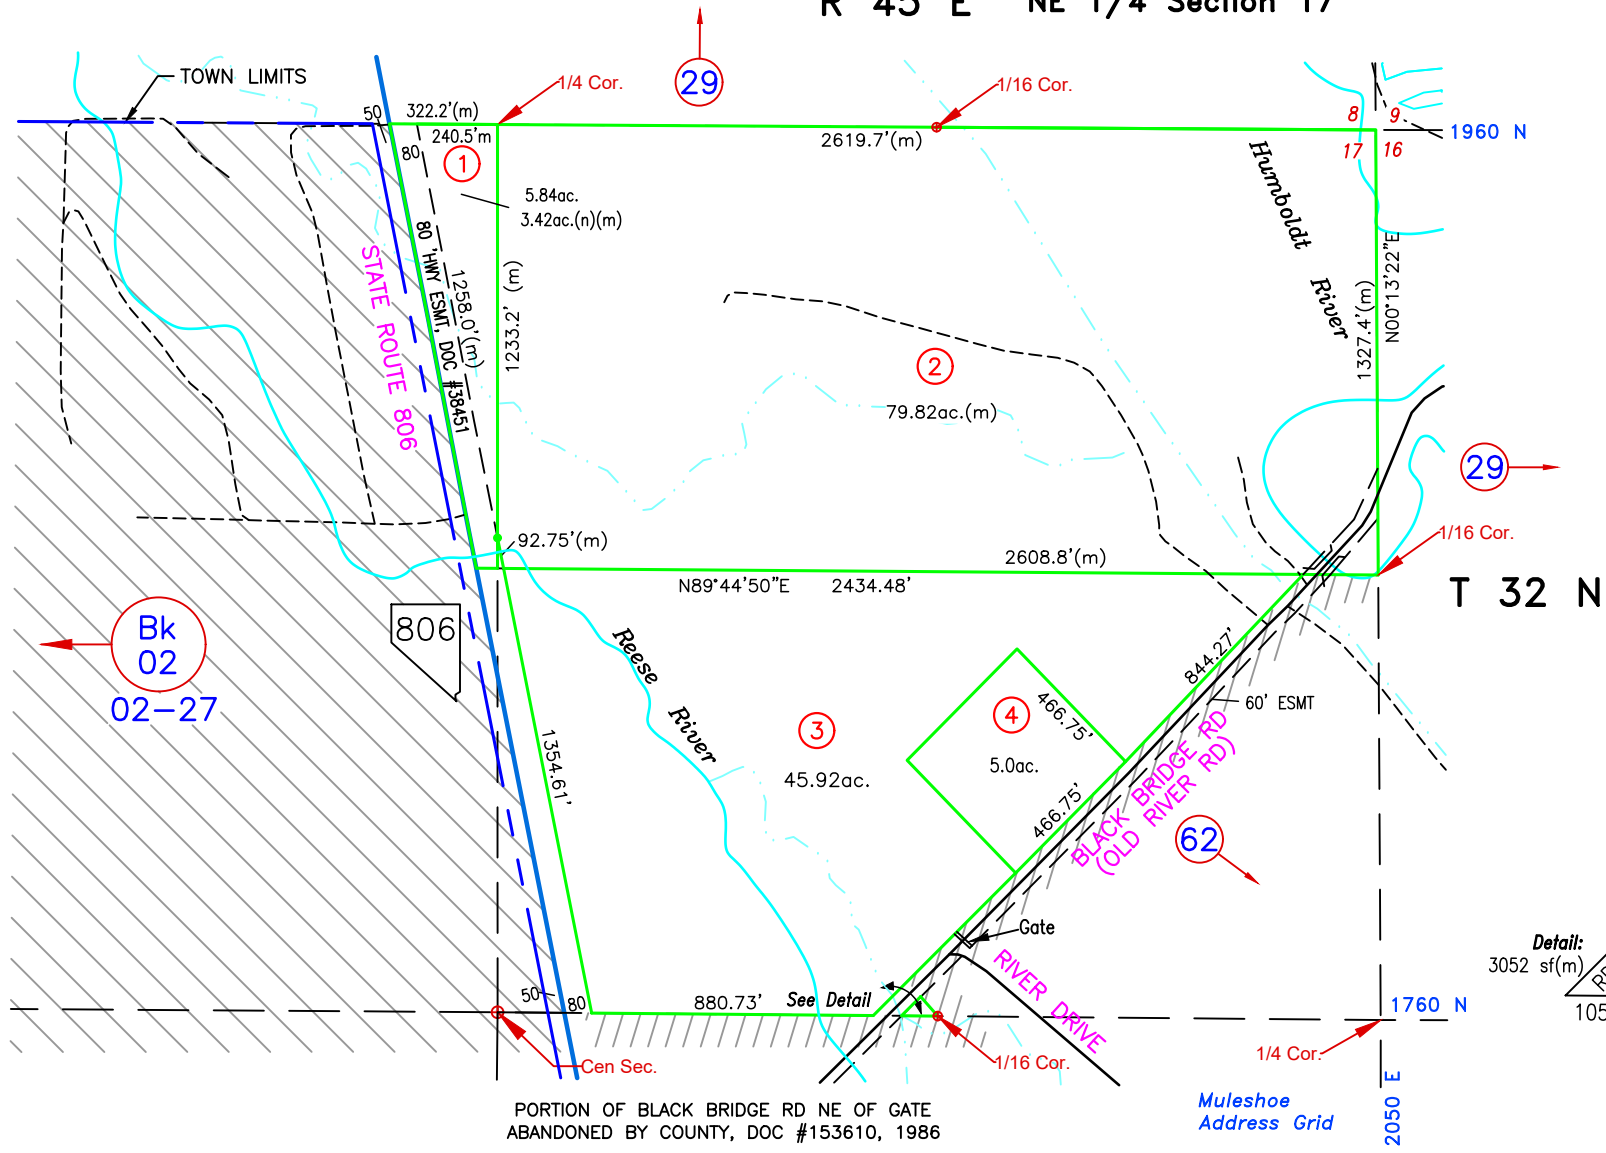 R 45 E NE 1/4 Section 17
TOWN LIMITS
29
1/4 Cor.
1/16 Cor.
50
322.2'(m)
240.5'm
80
1
2619.7'(m)
8 9
17 16
1960 N
5.84ac.
3.42ac.(n)(m)
Humboldt River
STATE ROUTE 806
80 'HWY ESMT, DOC #38451
1258.0'(m)
1233.2' (m)
1327.4'(m)
N00°13'22"E
2
79.82ac.(m)
29
92.75'(m)
2608.8'(m)
1/16 Cor.
N89°44'50"E 2434.48'
T 32 N
Bk
02
02-27
806
Reese River
844.27'
60' ESMT
4
466.75'
5.0ac.
3
45.92ac.
1354.61'
466.75'
BLACK BRIDGE RD
(OLD RIVER RD)
62
Gate
RIVER DRIVE
Detail:
3052 sf(m)
105
50
80
880.73'
See Detail
1760 N
1/16 Cor.
1/4 Cor.
Cen Sec.
2050 E
Muleshoe
Address Grid
PORTION OF BLACK BRIDGE RD NE OF GATE
ABANDONED BY COUNTY, DOC #153610, 1986